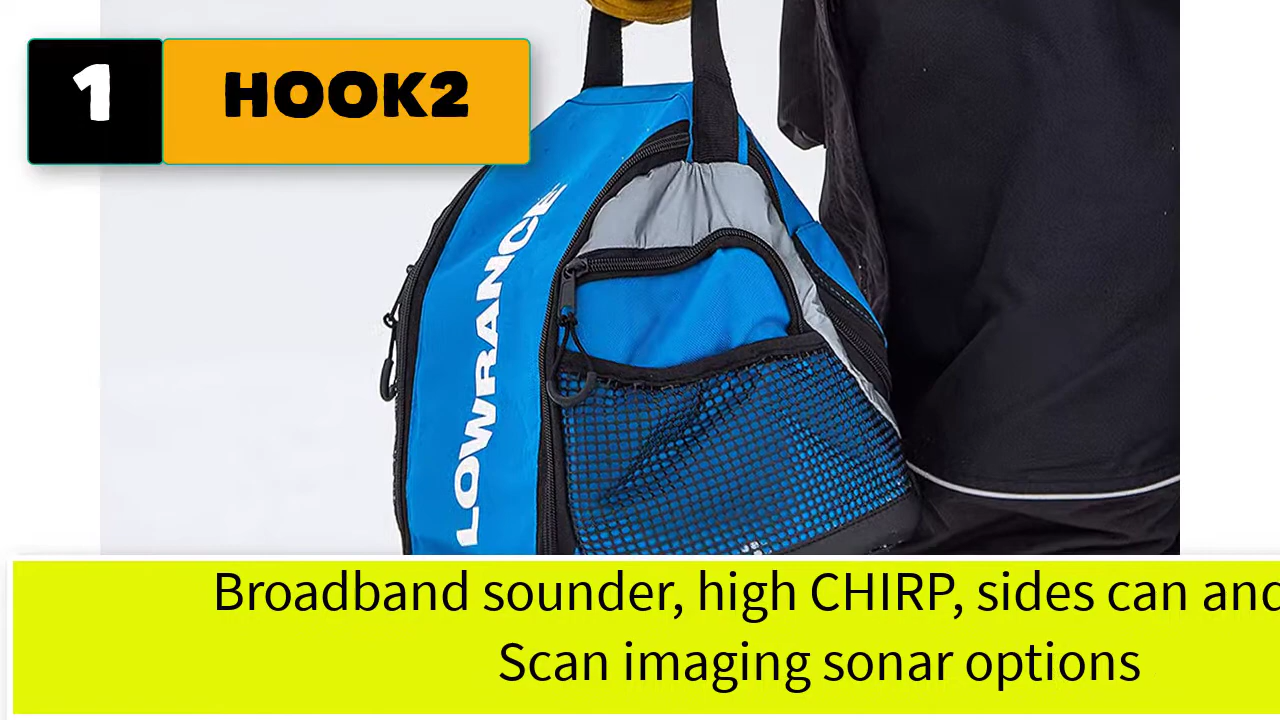 1 HOOK2
LOWRANCE
Broadband sounder, high CHIRP, sides can and
Scan imaging sonar options